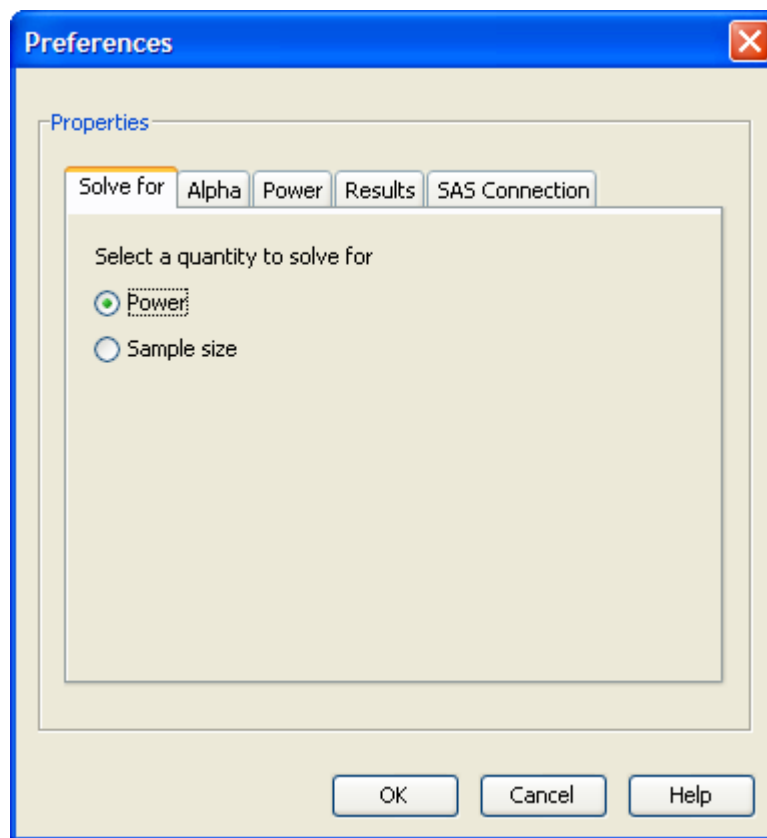 Preferences
Properties
Solve for Alpha Power Results SAS Connection
Select a quantity to solve for
Power
Sample size
OK Cancel Help